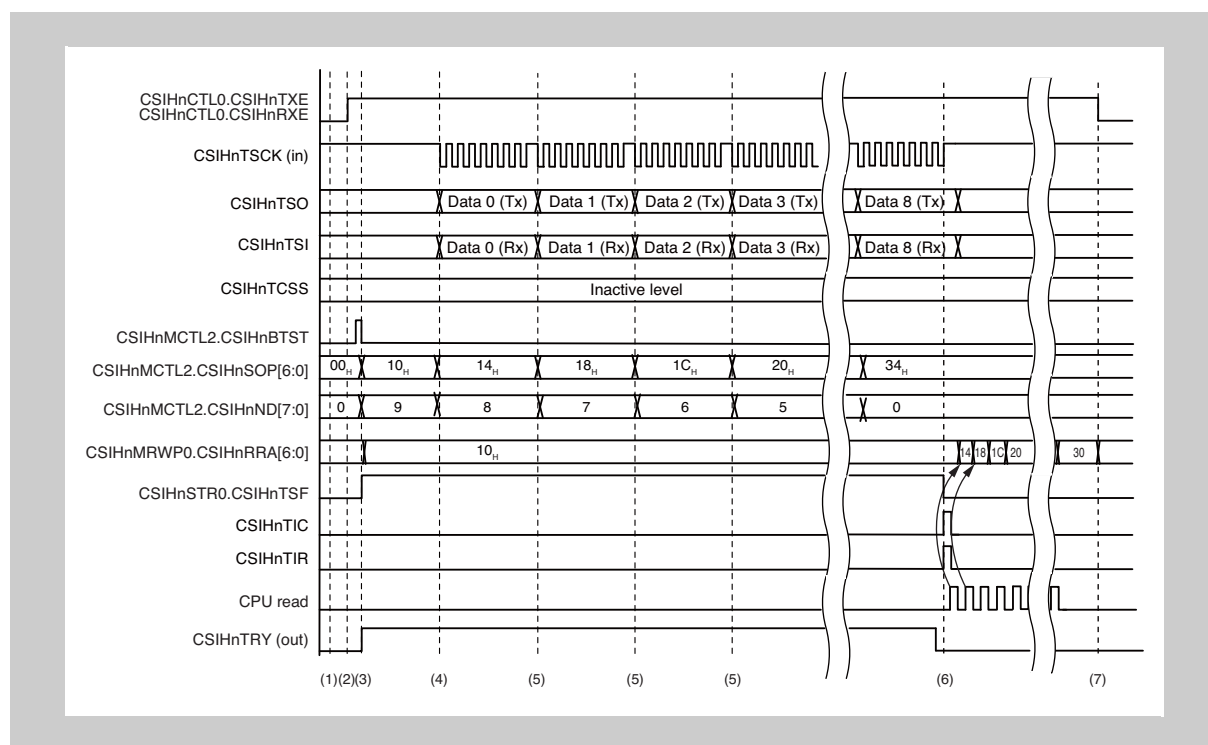 CSIHnCTL0.CSIHnTXE
CSIHnCTL0.CSIHnRXE
CSIHnTSCK (in)
CSIHnTSO
Data 0 (Tx) Data 1 (Tx) Data 2 (Tx) Data 3 (Tx) Data 8 (Tx)
CSIHnTSI
Data 0 (Rx) Data 1 (Rx) Data 2 (Rx) Data 3 (Rx) Data 8 (Rx)
CSIHnTCSS
Inactive level
CSIHnMCTL2.CSIHnBTST
CSIHnMCTL2.CSIHnSOP[6:0]
00H 10H 14H 18H 1CH 20H 34H
CSIHnMCTL2.CSIHnND[7:0]
0 9 8 7 6 5 0
CSIHnMRWP0.CSIHnRRA[6:0]
10H 14 18 1C 20 30
CSIHnSTR0.CSIHnTSF
CSIHnTIC
CSIHnTIR
CPU read
CSIHnTRY (out)
(1)(2)(3) (4) (5) (5) (5) (6) (7)